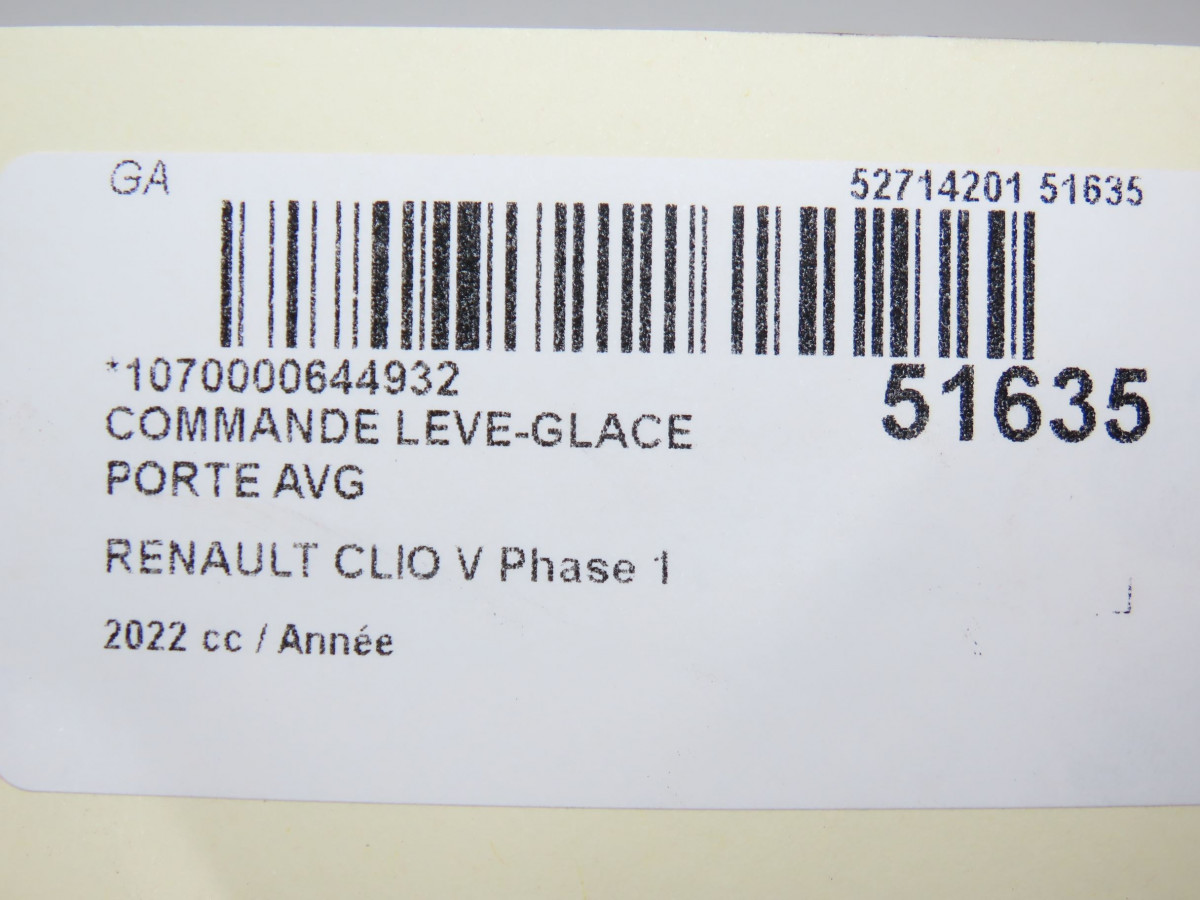 GA
52714201 51635
*1070000644932
51635
COMMANDE LEVE-GLACE
PORTE AVG
RENAULT CLIO V Phase 1
2022 cc / Année